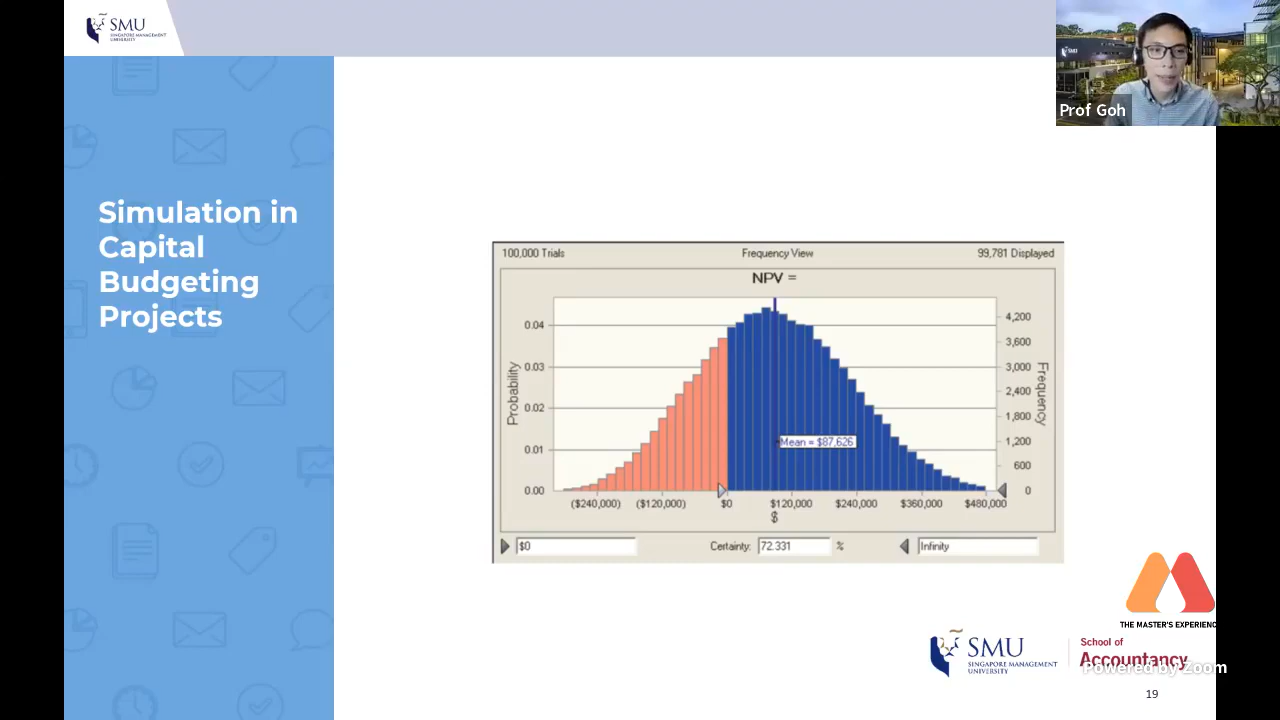 SMU
SINGAPORE MANAGEMENT
UNIVERSITY
Prof Goh
Simulation in
Capital
Budgeting
Projects
100,000 Trials
Frequency View
99,781 Displayed
NPV =
Probability
0.04
0.03
0.02
0.01
0.00
4,200
3,600
3,000
2,400
1,800
1,200
600
0
Frequency
Mean = $87,626
($240,000)
($120,000)
$0
$120,000
$240,000
$360,000
$480,000
$
$0
Certainty:
72.331
%
Infinity
THE MASTER'S EXPERIENC
SMU
SINGAPORE MANAGEMENT
UNIVERSITY
School of
Accountancy
Powered by Zoom
19